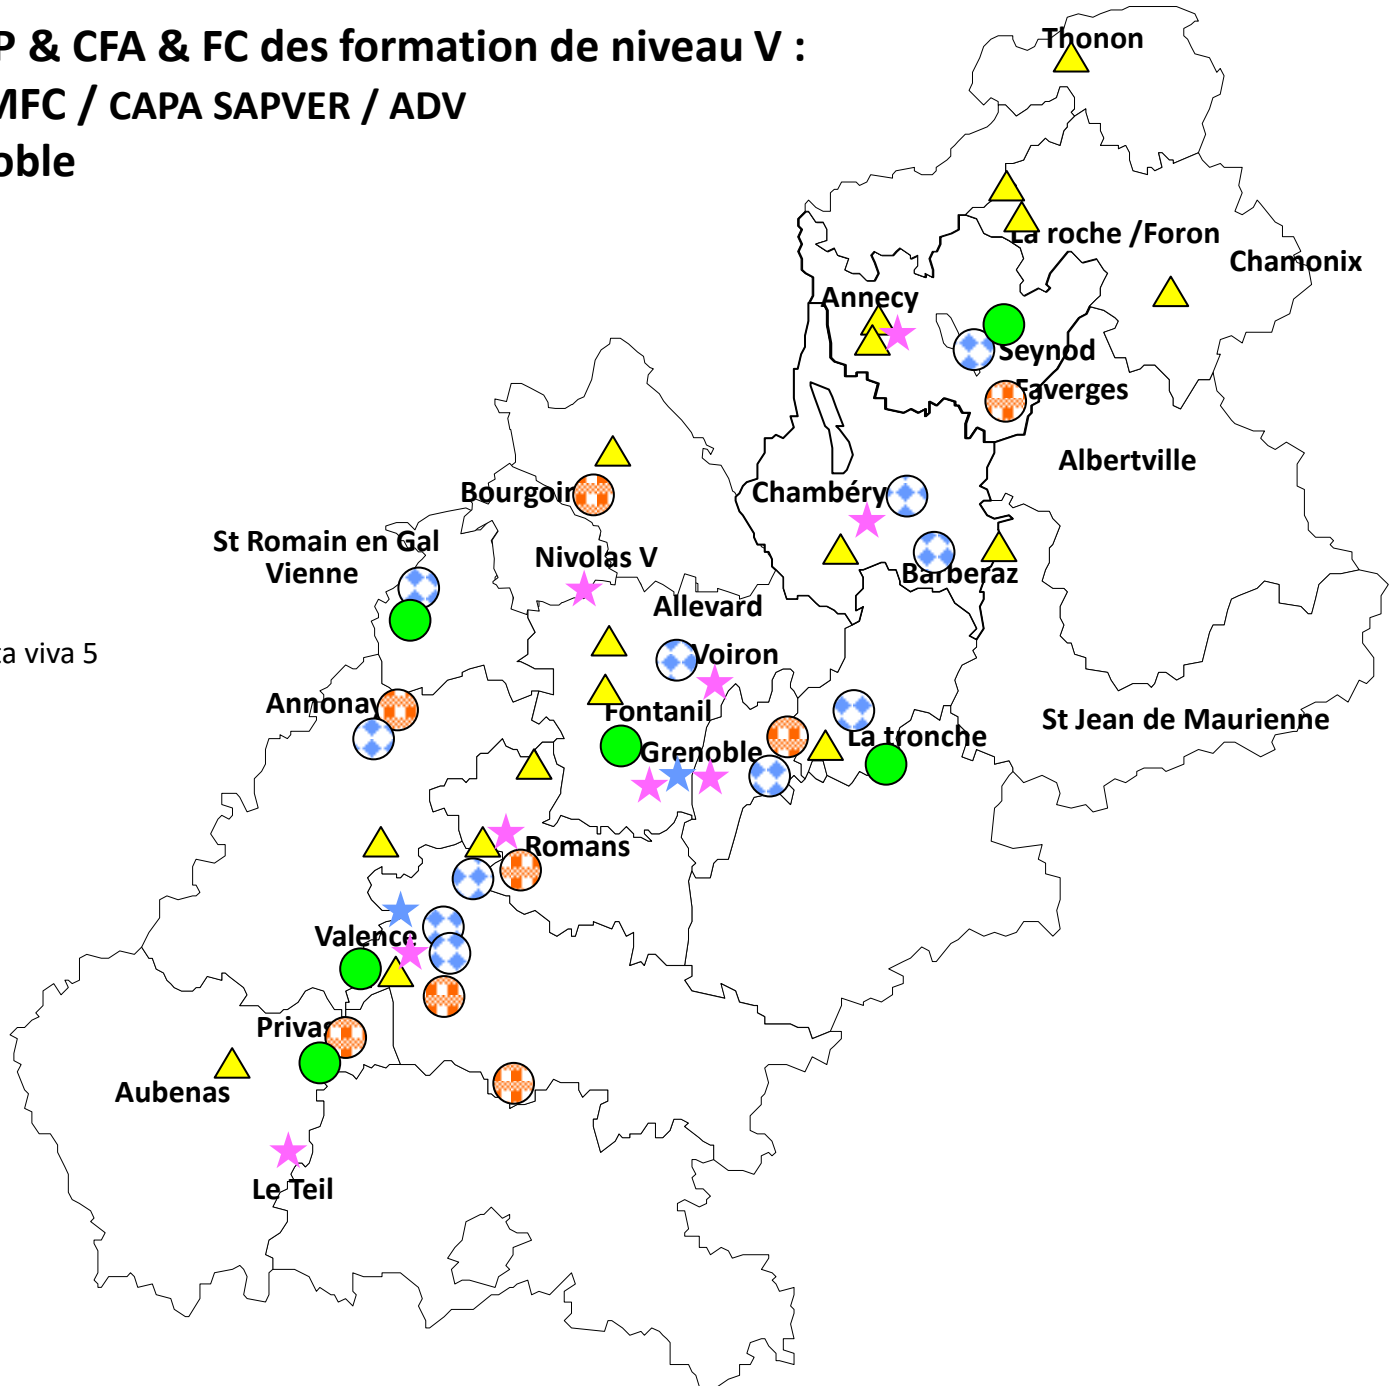 P & CFA & FC des formation de niveau V :
MFC / CAPA SAPVER / ADV
oble
Thonon
La roche /Foron
Chamonix
Annecy
Seynod
Faverges
Albertville
Bourgoin
Chambéry
St Romain en Gal
Vienne
Nivolas V
Barberaz
Allevard
ta viva 5
Voiron
Annonay
Fontanil
St Jean de Maurienne
La tronche
Grenoble
Romans
Valence
Privas
Aubenas
Le Teil